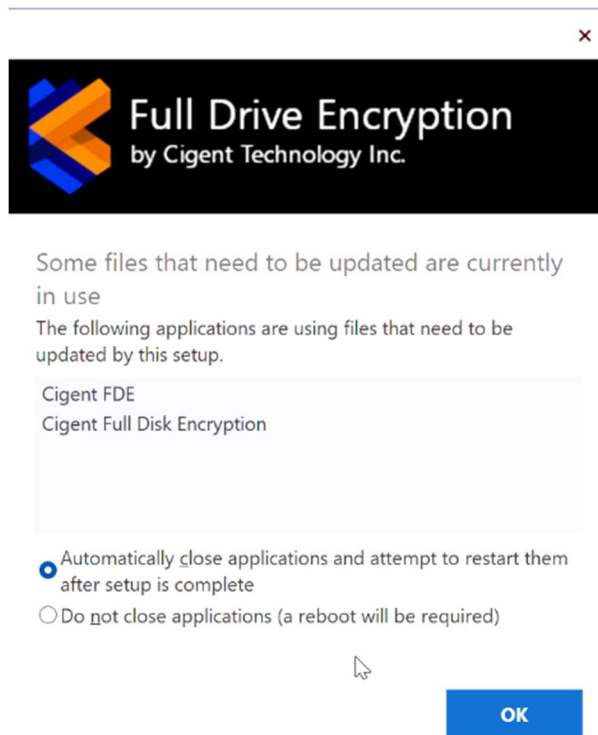 Full Drive Encryption
by Cigent Technology Inc.
Some files that need to be updated are currently
in use
The following applications are using files that need to be
updated by this setup.
Cigent FDE
Cigent Full Disk Encryption
Automatically close applications and attempt to restart them
after setup is complete
Do not close applications (a reboot will be required)
OK